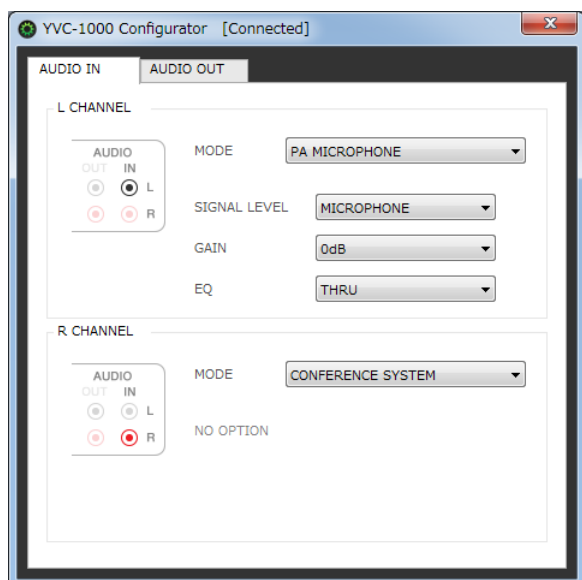 YVC-1000 Configurator [Connected]
AUDIO IN AUDIO OUT
L CHANNEL
AUDIO
OUT IN
L
R
MODE PA MICROPHONE
SIGNAL LEVEL MICROPHONE
GAIN 0dB
EQ THRU
R CHANNEL
AUDIO
OUT IN
L
R
MODE CONFERENCE SYSTEM
NO OPTION